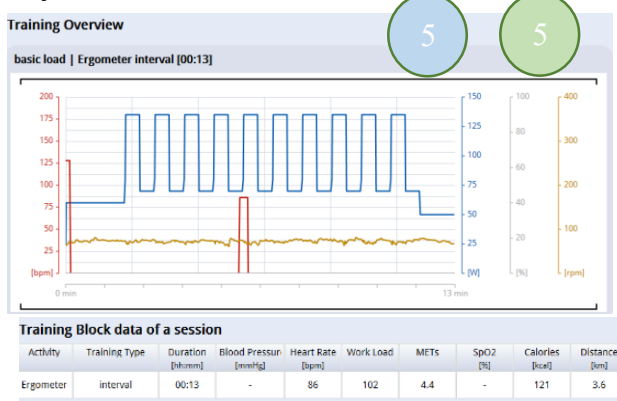 5 5
Training Overview
basic load | Ergometer interval [00:13]
200 150 100 400
175
150 125 80 300
125 100 60
100 75 200
75 50 40
50 100
25 25 20
[bpm] [W] [%] [rpm]
0 min 13 min
Training Block data of a session
Activity Training Type Duration Blood Pressure Heart Rate Work Load METs SpO2 Calories Distance
[hh:mm] [mmHg] [bpm] [%] [kcal] [km]
Ergometer interval 00:13 - 86 102 4.4 - 121 3.6